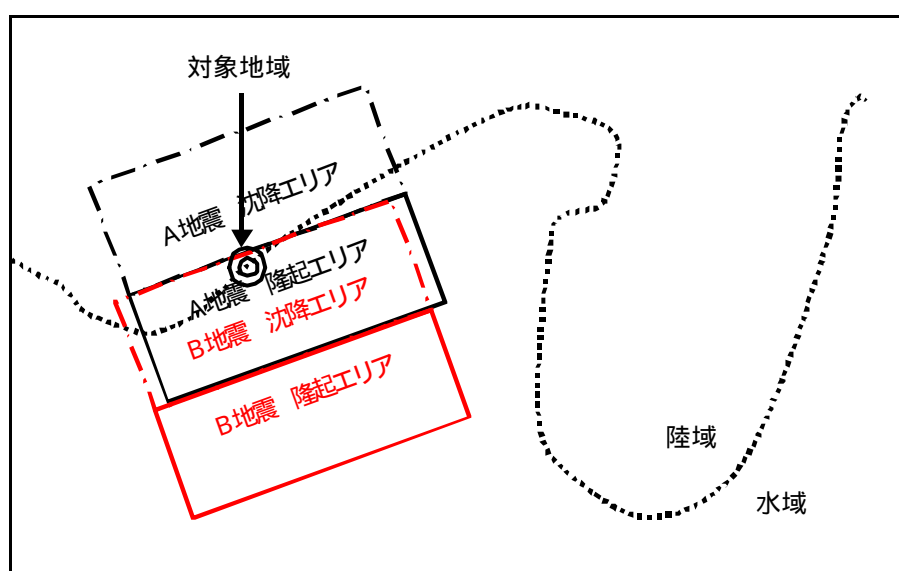 対象地域
A地震 沈降エリア
A地震 隆起エリア
B地震 沈降エリア
B地震 隆起エリア
陸域
水域